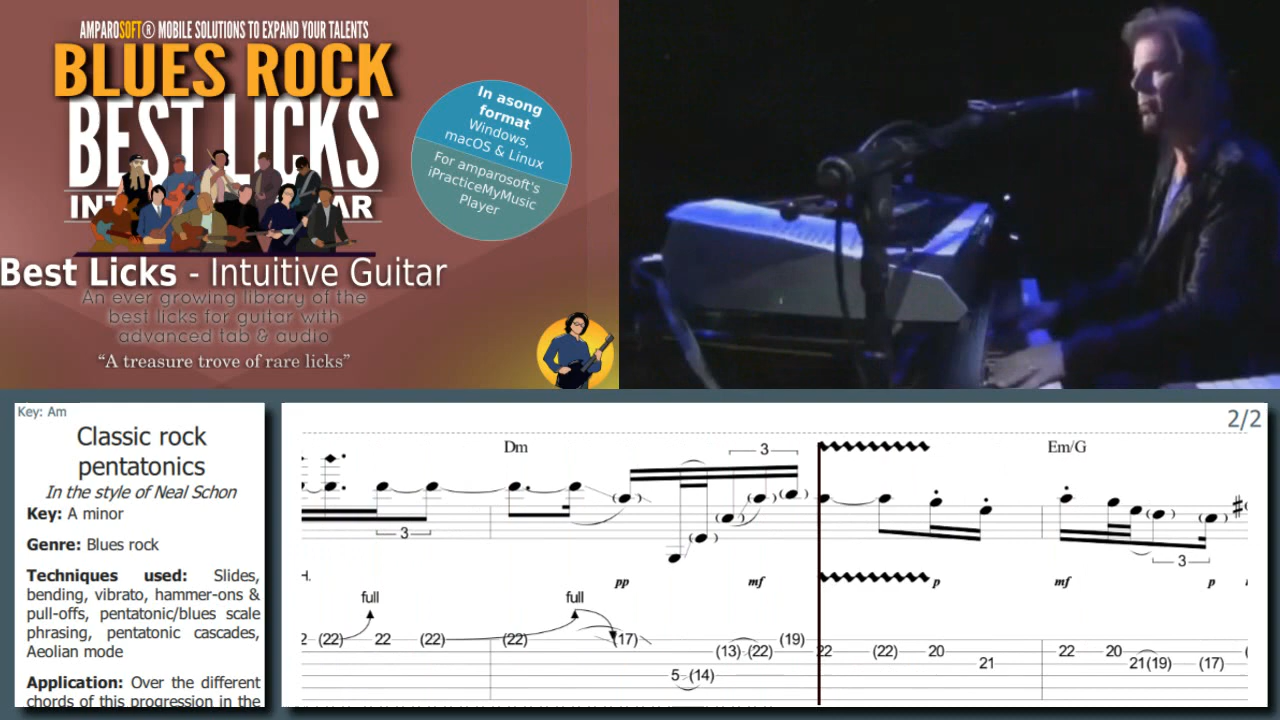 AMPAROSOFT® MOBILE SOLUTIONS TO EXPAND YOUR TALENTS
BLUES ROCK
BEST LICKS
In asong
format
Windows,
macOS & Linux
For amparosoft's
iPracticeMyMusic
Player
Best Licks - Intuitive Guitar
An ever growing library of the
best licks for guitar with
advanced tab & audio
“A treasure trove of rare licks”
Key: Am
Classic rock
pentatonics
In the style of Neal Schon
Key: A minor
Genre: Blues rock
Techniques used: Slides,
bending, vibrato, hammer-ons &
pull-offs, pentatonic/blues scale
phrasing, pentatonic cascades,
Aeolian mode
Application: Over the different
chords of this progression in the
2/2
Dm Em/G
3
3 3
H. pp mf p mf p
full full
2 (22) 22 (22) (22) (17) (19)
(13) (22) 22 (22) 20 22 20
21 21 (19) (17)
5 (14)